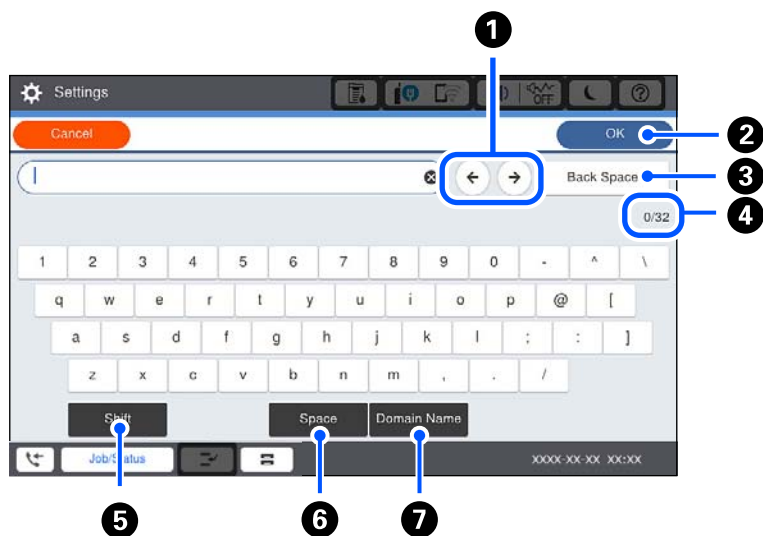 1
Settings
OFF
?
Cancel
OK
2
← → Back Space
3
0/32
4
1 2 3 4 5 6 7 8 9 0 - ^ \
q w e r t y u i o p @ [
a s d f g h j k l ; : ]
z x c v b n m , . /
Shift Space Domain Name
Job/Status XXXX-XX-XX XX:XX
5 6 7